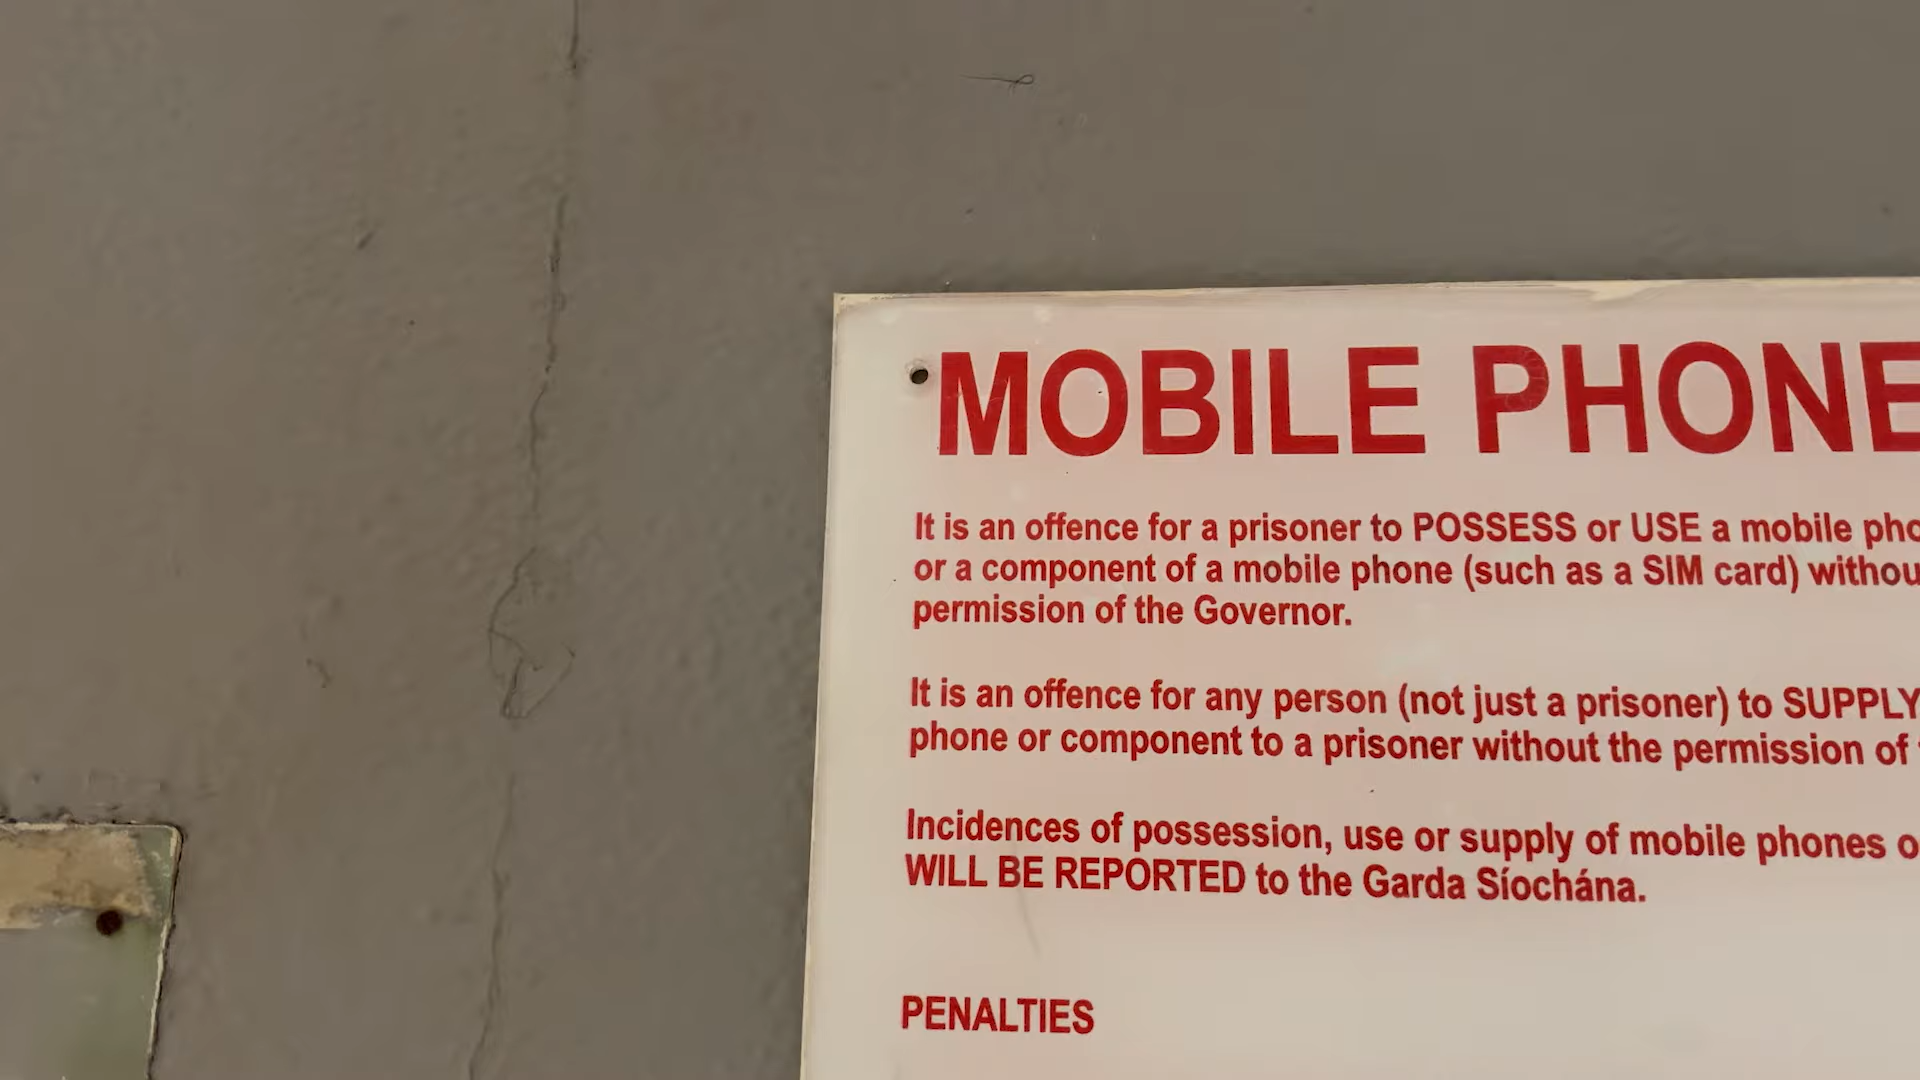 MOBILE PHONE
It is an offence for a prisoner to POSSESS or USE a mobile pho
or a component of a mobile phone (such as a SIM card) withou
permission of the Governor.
It is an offence for any person (not just a prisoner) to SUPPLY
phone or component to a prisoner without the permission of
Incidences of possession, use or supply of mobile phones o
WILL BE REPORTED to the Garda Síochána.
PENALTIES